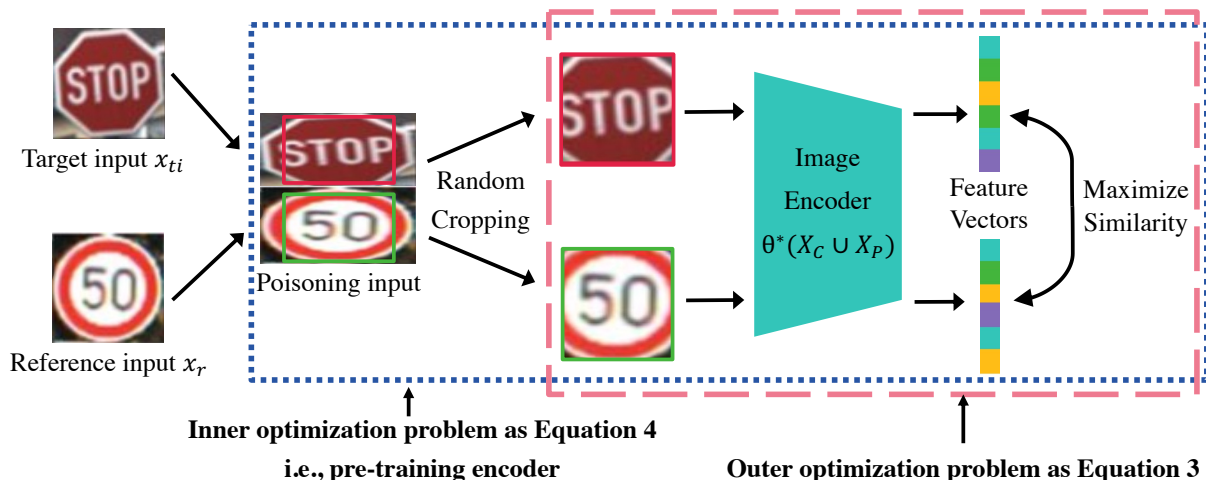 STOP
Target input x_{ti}
50
Reference input x_r
STOP
50
Poisoning input
Random
Cropping
STOP
50
Image
Encoder
θ*(X_C ∪ X_P)
Feature
Vectors
Maximize
Similarity
Inner optimization problem as Equation 4
i.e., pre-training encoder
Outer optimization problem as Equation 3